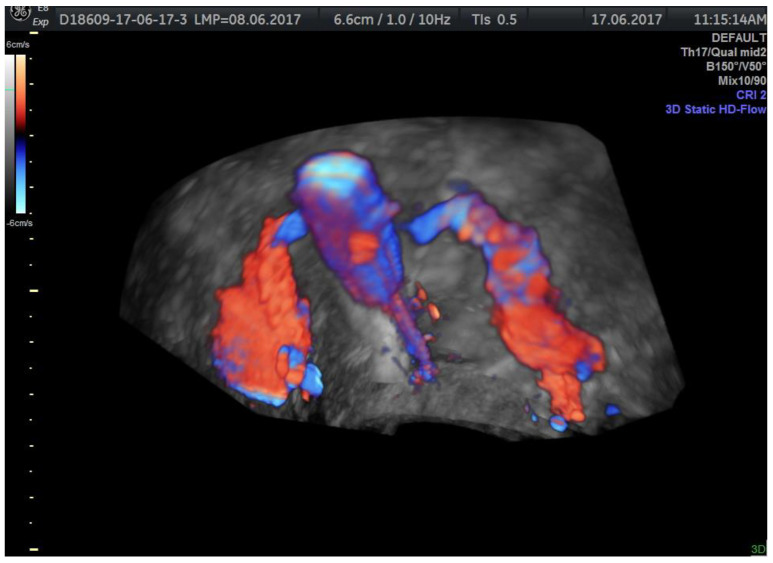 E8
Exp D18609-17-06-17-3 LMP=08.06.2017 6.6cm / 1.0 / 10Hz TIs 0.5 17.06.2017 11:15:14AM
6cm/s
DEFAULT
Th17/Qual mid2
B150°/V50°
Mix10/90
CRI 2
3D Static HD-Flow
-6cm/s
3D